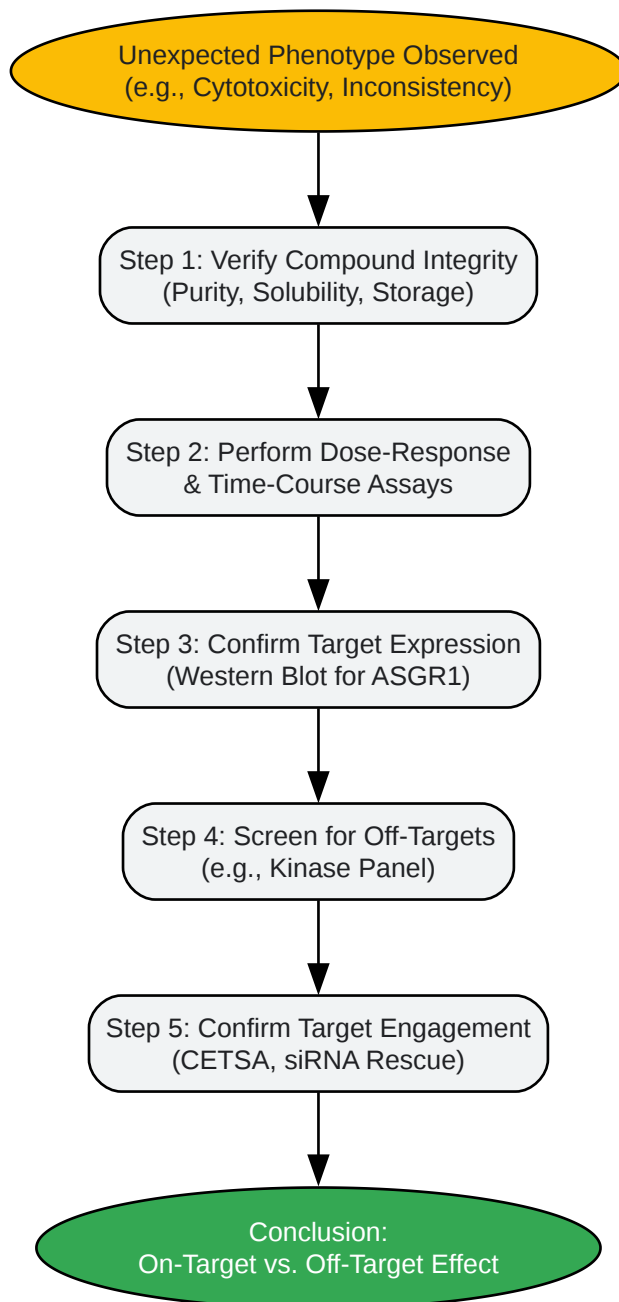 Unexpected Phenotype Observed
(e.g., Cytotoxicity, Inconsistency)
Step 1: Verify Compound Integrity
(Purity, Solubility, Storage)
Step 2: Perform Dose-Response
& Time-Course Assays
Step 3: Confirm Target Expression
(Western Blot for ASGR1)
Step 4: Screen for Off-Targets
(e.g., Kinase Panel)
Step 5: Confirm Target Engagement
(CETSA, siRNA Rescue)
Conclusion:
On-Target vs. Off-Target Effect